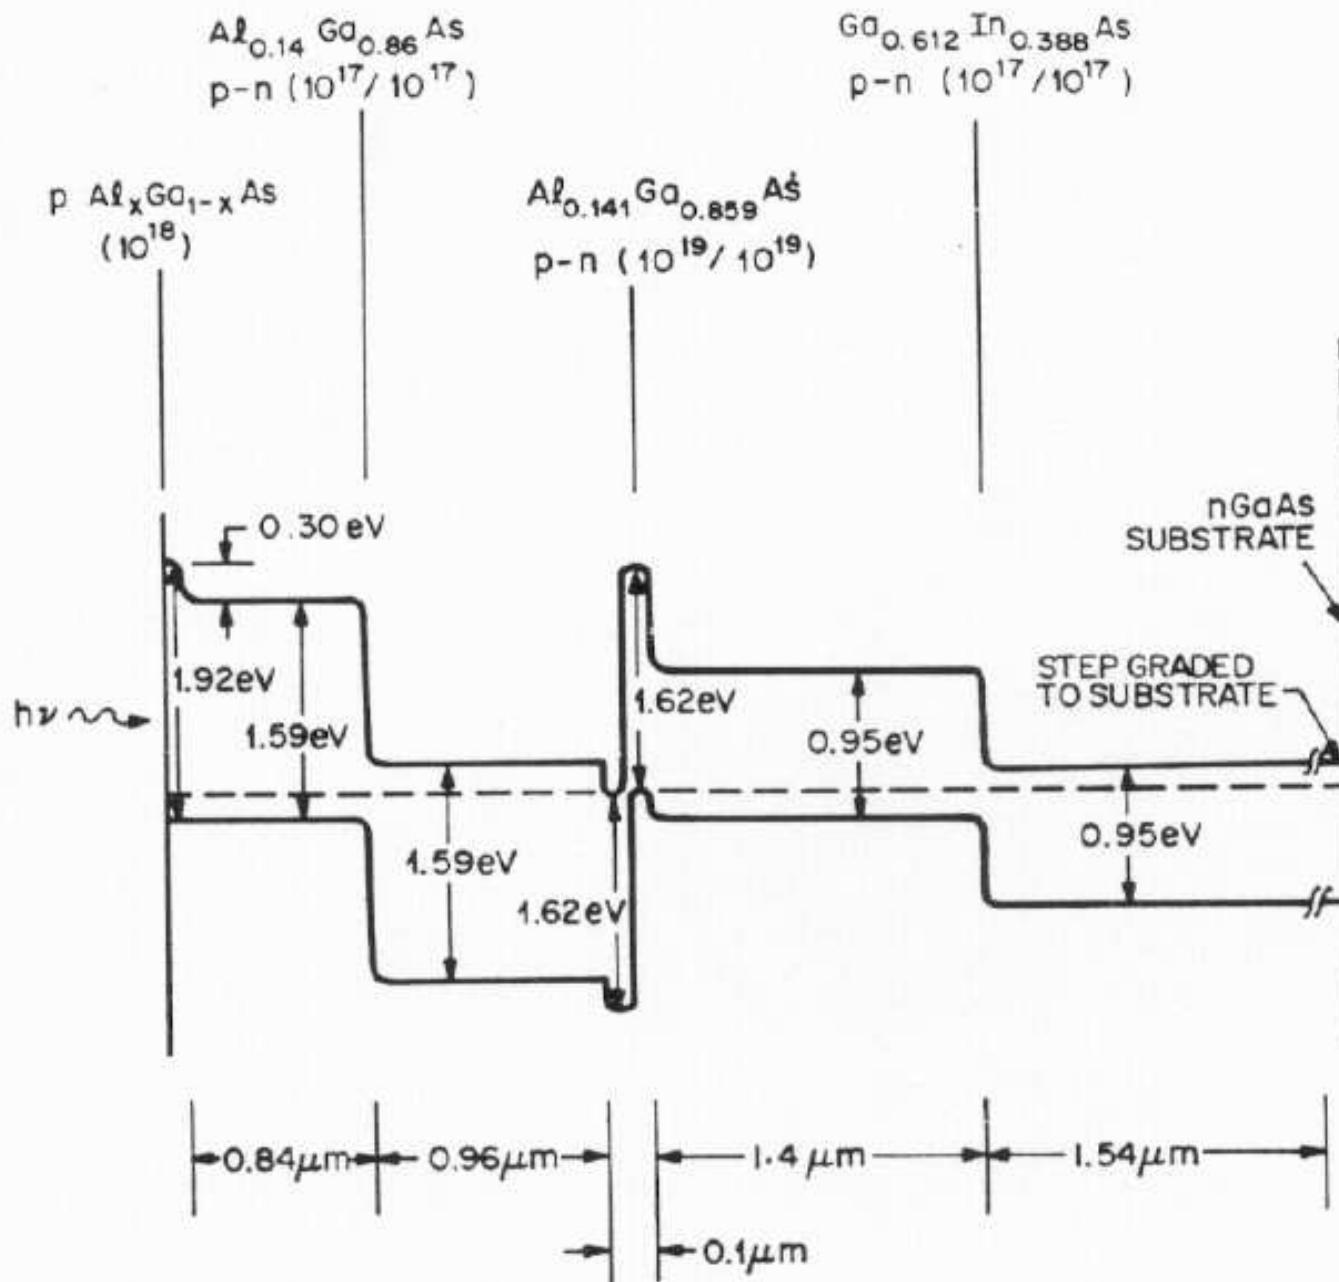 Al0.14 Ga0.86 As
p-n (10^17/10^17)
Ga0.612 In0.388 As
p-n (10^17/10^17)
p AlxGa1-x As
(10^18)
Al0.141 Ga0.859 As
p-n (10^19/10^19)
0.30 eV
nGaAs
SUBSTRATE
STEP GRADED
TO SUBSTRATE
1.92eV
1.62eV
hν
1.59eV
0.95eV
1.59eV
0.95eV
1.62eV
0.84μm
0.96μm
1.4 μm
1.54μm
0.1μm